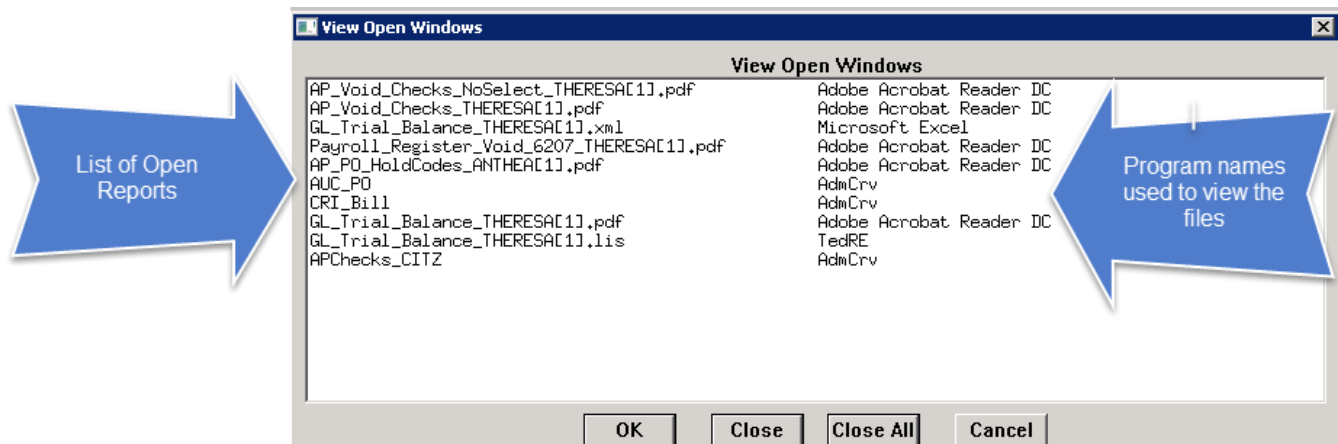 View Open Windows
View Open Windows
AP_Void_Checks_NoSelect_THERESA[1].pdf Adobe Acrobat Reader DC
AP_Void_Checks_THERESA[1].pdf Adobe Acrobat Reader DC
GL_Trial_Balance_THERESA[1].xml Microsoft Excel
Payroll_Register_Void_6207_THERESA[1].pdf Adobe Acrobat Reader DC
AP_PO_HoldCodes_ANTHEA[1].pdf Adobe Acrobat Reader DC
AUC_PO AdmCrv
CRI_Bill AdmCrv
GL_Trial_Balance_THERESA[1].pdf Adobe Acrobat Reader DC
GL_Trial_Balance_THERESA[1].lis TedRE
APChecks_CITZ AdmCrv
List of Open
Reports
Program names
used to view the
files
OK Close Close All Cancel